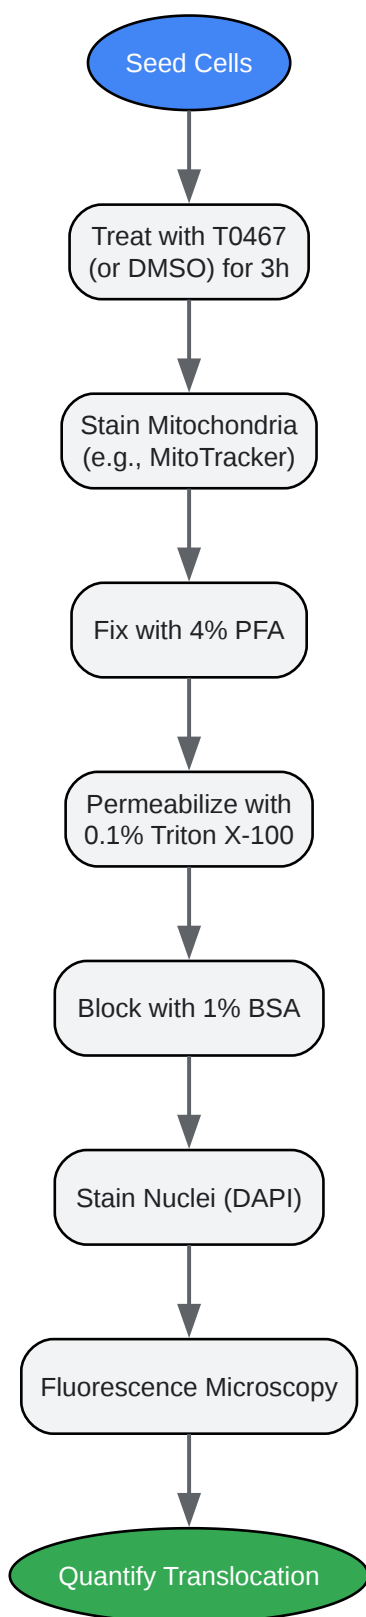 Seed Cells
Treat with T0467
(or DMSO) for 3h
Stain Mitochondria
(e.g., MitoTracker)
Fix with 4% PFA
Permeabilize with
0.1% Triton X-100
Block with 1% BSA
Stain Nuclei (DAPI)
Fluorescence Microscopy
Quantify Translocation